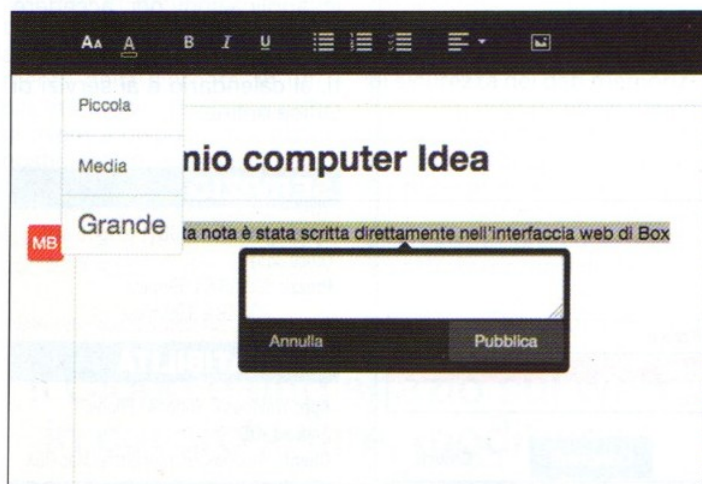 AA A B I U
Piccola
nio computer Idea
Media
Grande
ta nota è stata scritta direttamente nell'interfaccia web di Box
MB
Annulla
Pubblica